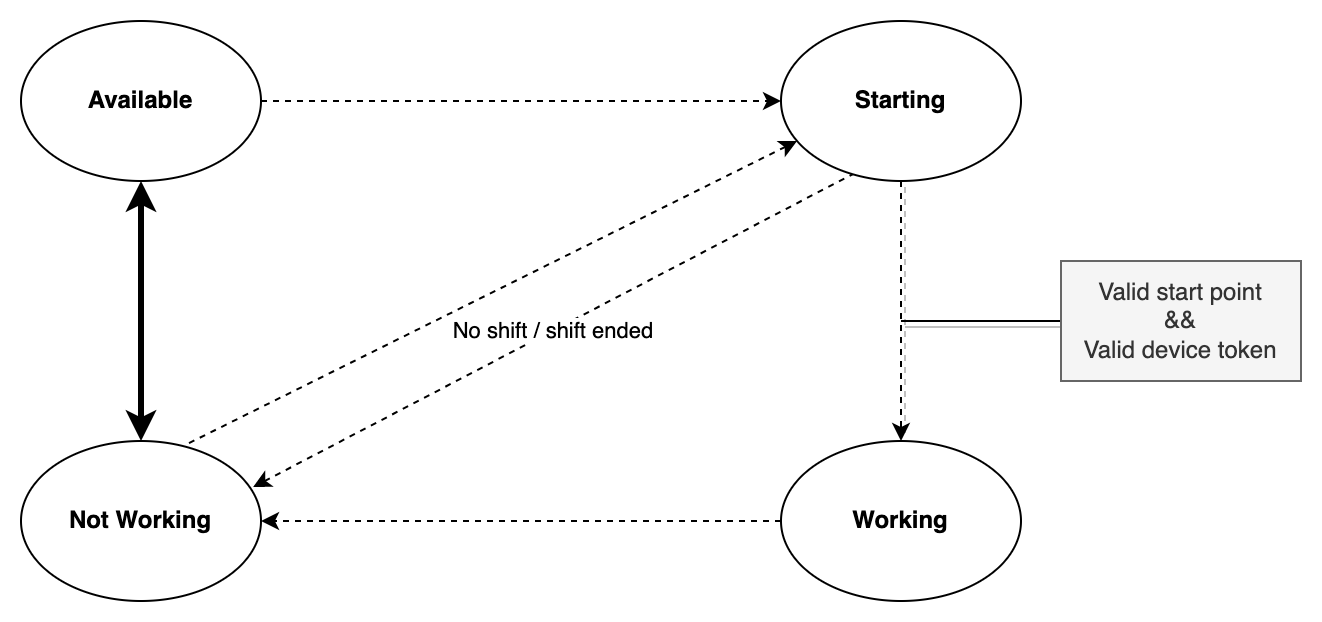 Available
Starting
Valid start point
&&
Valid device token
No shift / shift ended
Not Working
Working